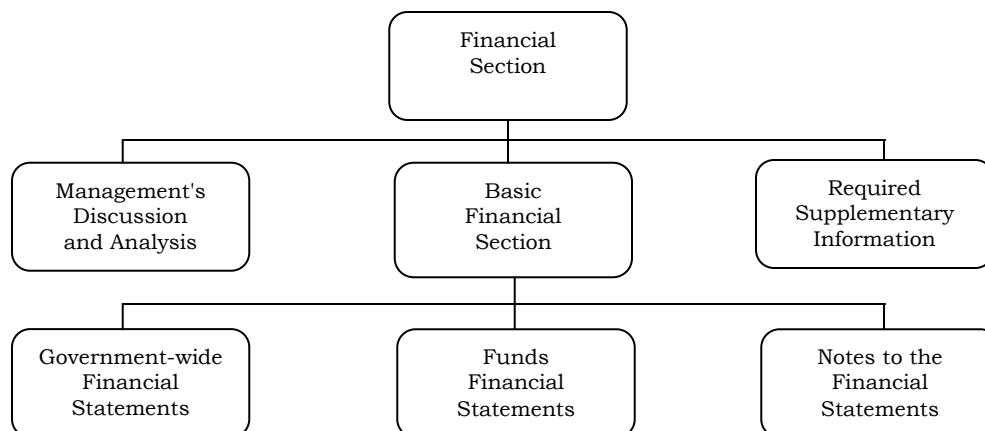 Financial
Section
Management's
Discussion
and Analysis
Basic
Financial
Section
Required
Supplementary
Information
Government-wide
Financial
Statements
Funds
Financial
Statements
Notes to the
Financial
Statements